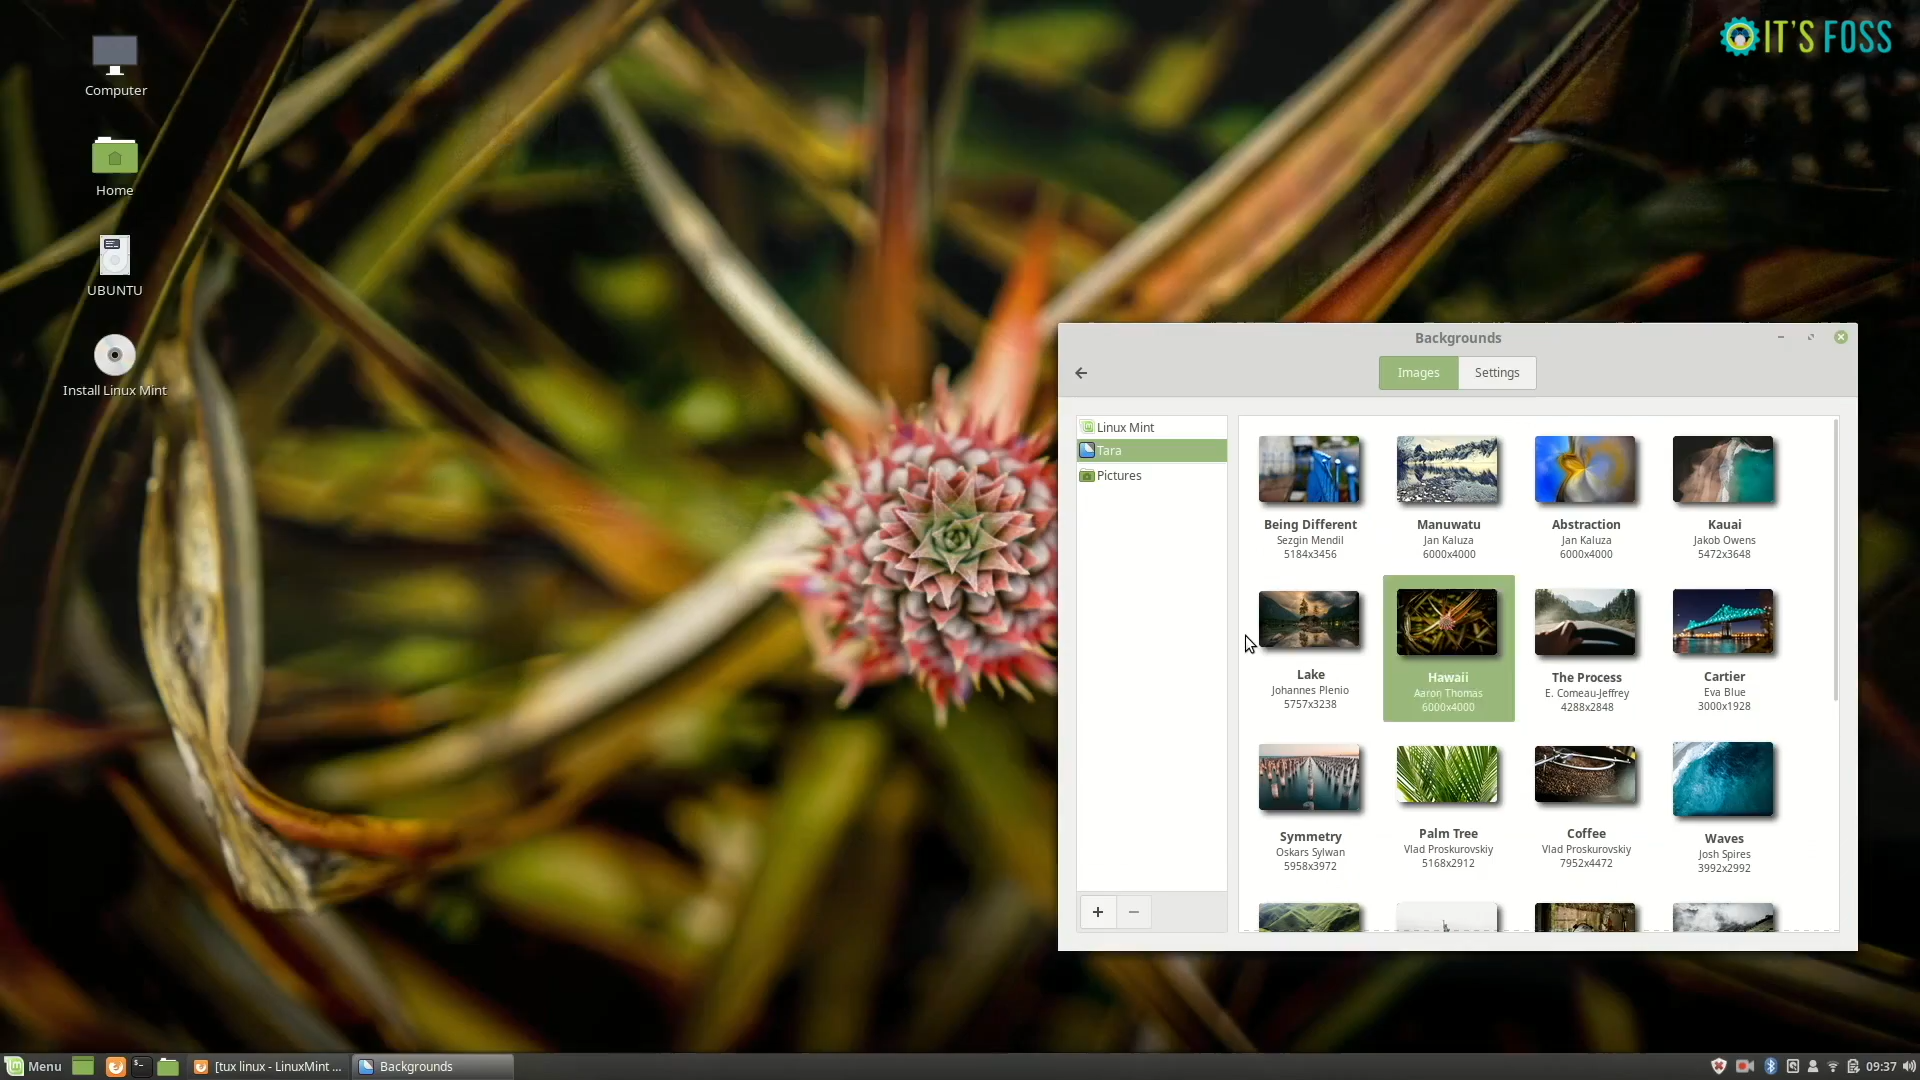 IT'S FOSS
Computer
Home
UBUNTU
Install Linux Mint
Backgrounds
Images
Settings
Linux Mint
Tara
Pictures
Being Different
Sezgin Mendil
5184x3456
Manuwatu
Jan Kaluza
6000x4000
Abstraction
Jan Kaluza
6000x4000
Kauai
Jakob Owens
5472x3648
Lake
Johannes Plenio
5757x3238
Hawaii
Aaron Thomas
6000x4000
The Process
E. Comeau-Jeffrey
4288x2848
Cartier
Eva Blue
3000x1928
Symmetry
Oskars Sylwan
5958x3972
Palm Tree
Vlad Proskurovskiy
5168x2912
Coffee
Vlad Proskurovskiy
7952x4472
Waves
Josh Spires
3992x2992
Menu
[tux linux - LinuxMint ...
Backgrounds
09:37